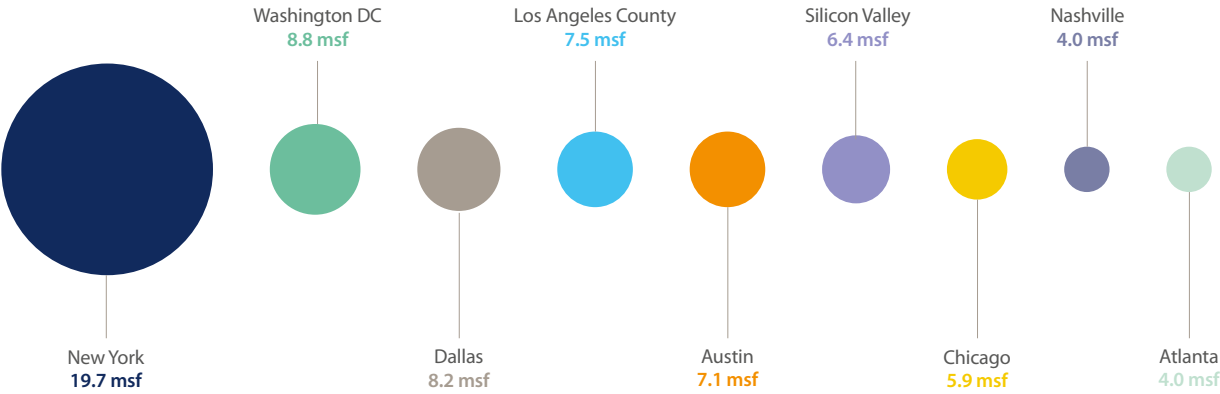 Washington DC
8.8 msf
Los Angeles County
7.5 msf
Silicon Valley
6.4 msf
Nashville
4.0 msf
New York
19.7 msf
Dallas
8.2 msf
Austin
7.1 msf
Chicago
5.9 msf
Atlanta
4.0 msf